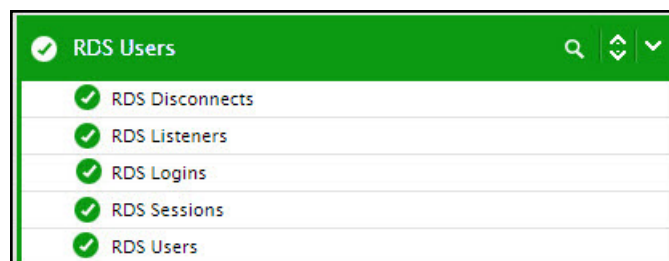 RDS Users
RDS Disconnects
RDS Listeners
RDS Logins
RDS Sessions
RDS Users